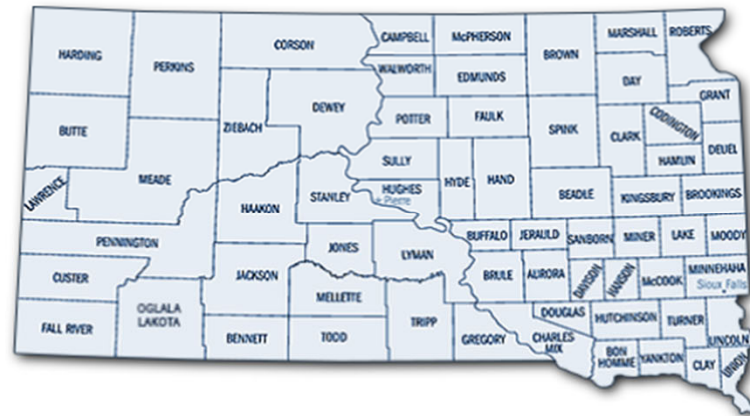 HARDING
PERKINS
CORSON
CAMPBELL
McPHERSON
BROWN
MARSHALL
ROBERTS
WALWORTH
EDMUNDS
DAY
DEWEY
ZIEBACH
POTTER
FAULK
SPINK
CLARK
CODINGTON
GRANT
HAMLIN
DEUEL
BUTTE
MEADE
LAWRENCE
SULLY
HYDE
HAND
HUGHES
Pierre
STANLEY
HAAKON
BEADLE
KINGSBURY
BROOKINGS
PENNINGTON
JONES
LYMAN
BUFFALO
JERAULD
SANBORN
MINER
LAKE
MOODY
CUSTER
JACKSON
BRULE
AURORA
DAVISON
HANSON
McCOOK
MINNEHAHA
Sioux Falls
MELLETTE
OGLALA
LAKOTA
TRIPP
DOUGLAS
HUTCHINSON
TURNER
LINCOLN
FALL RIVER
BENNETT
TODD
GREGORY
CHARLES
MIX
BON
HOMME
YANKTON
CLAY
UNION